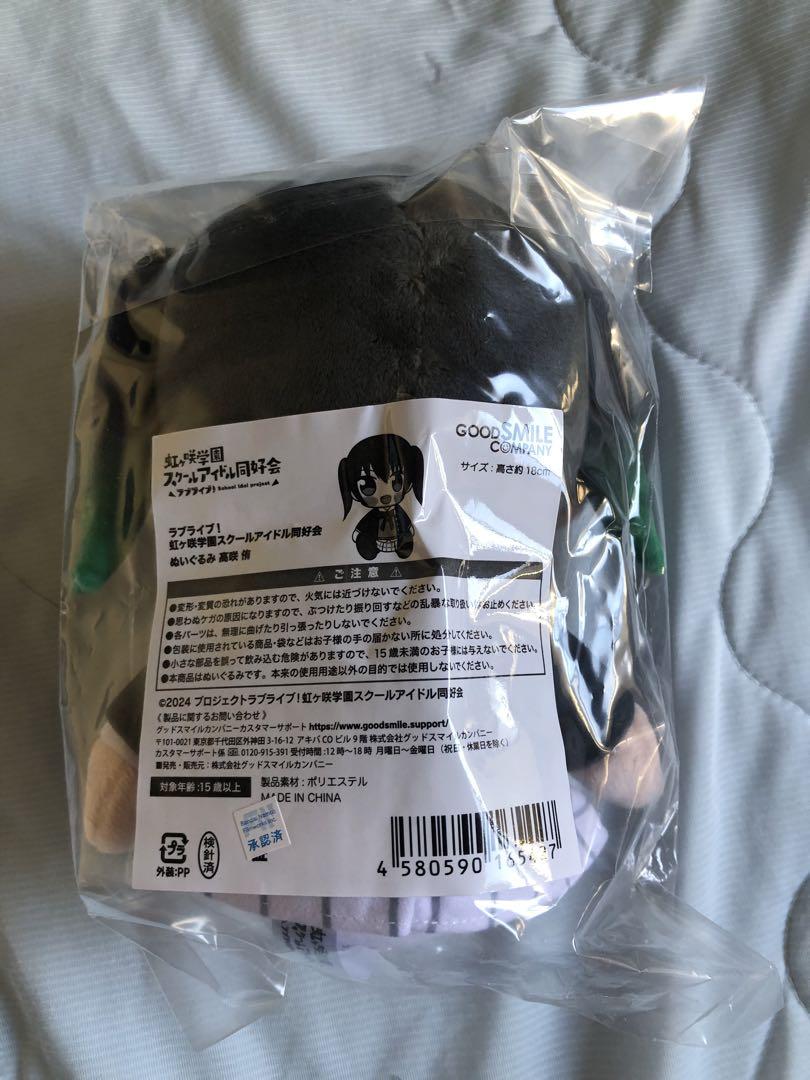 虹ヶ咲学園
スクールアイドル同好会
ラブライブ! School idol project
GOOD SMILE
COMPANY
サイズ:高さ約18cm
ラブライブ!
虹ヶ咲学園スクールアイドル同好会
ぬいぐるみ 高咲 侑
⚠ ご注意 ⚠
●変形・変質の恐れがありますので、火気には近づけないでください。
●思わぬケガの原因になりますので、ぶつけたり振り回すなどの乱暴な取り扱いはお止めください。
●各パーツは、無理に曲げたり引っ張ったりしないでください。
●包装に使用されている商品・袋などはお子様の手の届かない所に処分してください。
●小さな部品を誤って飲み込む危険がありますので、15歳未満のお子様には与えないでください。
●本商品はぬいぐるみです。本来の使用用途以外の目的では使用しないでください。
©2024 プロジェクトラブライブ!虹ヶ咲学園スクールアイドル同好会
《製品に関するお問い合わせ》
グッドスマイルカンパニーカスタマーサポート https://www.goodsmile.support/
〒101-0021 東京都千代田区外神田3-16-12 アキバCOビル9階 株式会社グッドスマイルカンパニー
カスタマーサポート係 0120-915-391 受付時間:12時〜18時 月曜日〜金曜日(祝日・休業日を除く)
■発売・販売元:株式会社グッドスマイルカンパニー
対象年齢:15歳以上
製品素材:ポリエステル
MADE IN CHINA
プラ
外装:PP
検針済
Bandai Namco
Filmworks Inc.
承認済
4 580590 165427